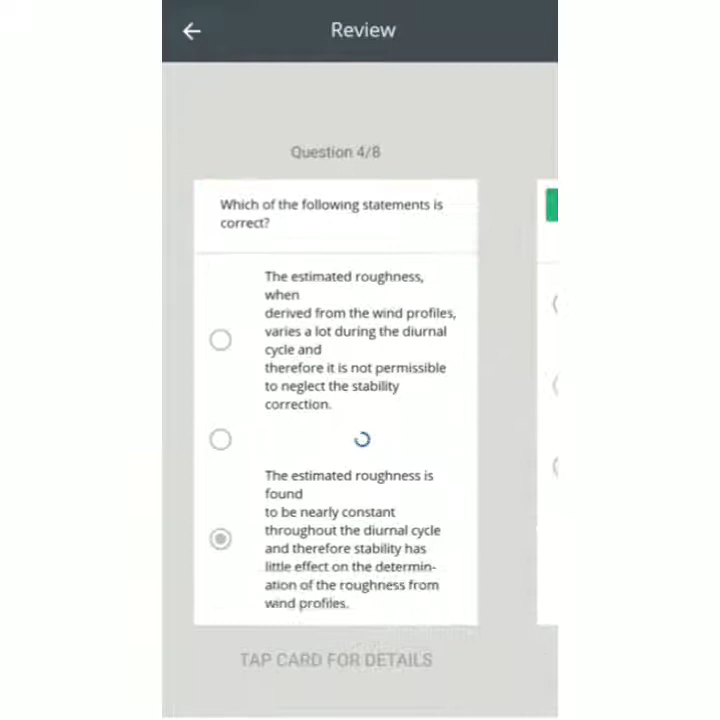 Review
Question 4/8
Which of the following statements is
correct?
The estimated roughness,
when
derived from the wind profiles,
varies a lot during the diurnal
cycle and
therefore it is not permissible
to neglect the stability
correction.
The estimated roughness is
found
to be nearly constant
throughout the diurnal cycle
and therefore stability has
little effect on the determin-
ation of the roughness from
wind profiles.
TAP CARD FOR DETAILS